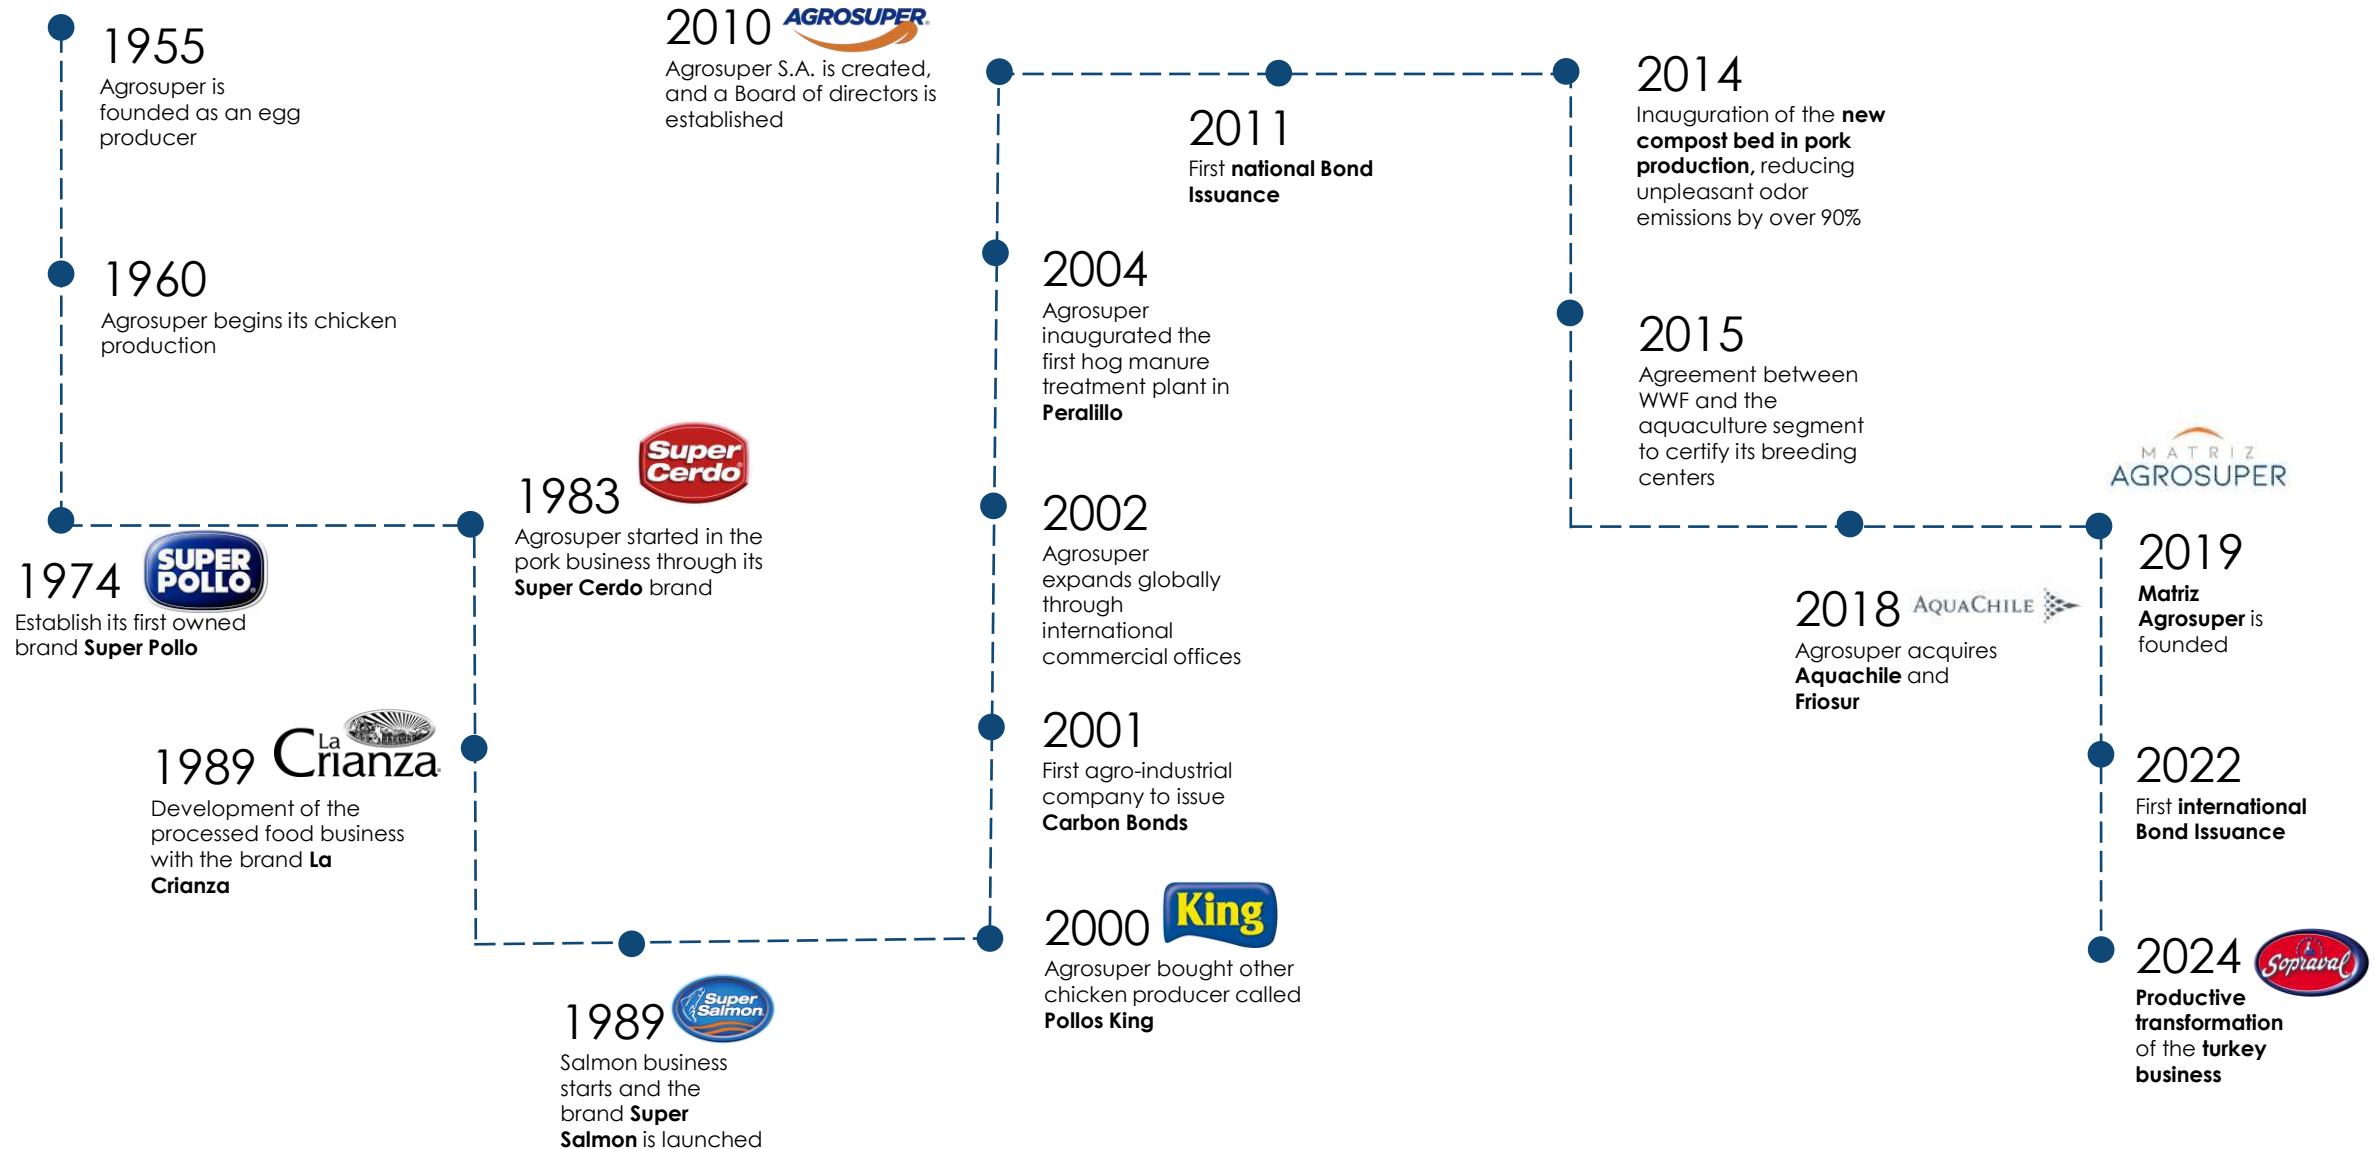 1955
Agrosuper is
founded as an egg
producer
1960
Agrosuper begins its chicken
production
1974
SUPER
POLLO
Establish its first owned
brand Super Pollo
1983
Super
Cerdo
Agrosuper started in the
pork business through its
Super Cerdo brand
1989
La
Crianza
Development of the
processed food business
with the brand La
Crianza
1989
Super
Salmon
Salmon business
starts and the
brand Super
Salmon is launched
2000
King
Agrosuper bought other
chicken producer called
Pollos King
2001
First agro-industrial
company to issue
Carbon Bonds
2002
Agrosuper
expands globally
through
international
commercial offices
2004
Agrosuper
inaugurated the
first hog manure
treatment plant in
Peralillo
2010
AGROSUPER
Agrosuper S.A. is created,
and a Board of directors is
established
2011
First national Bond
Issuance
2014
Inauguration of the new
compost bed in pork
production, reducing
unpleasant odor
emissions by over 90%
2015
Agreement between
WWF and the
aquaculture segment
to certify its breeding
centers
2018
AQUACHILE
Agrosuper acquires
Aquachile and
Friosur
MATRIZ
AGROSUPER
2019
Matriz
Agrosuper is
founded
2022
First international
Bond Issuance
2024
Sopraval
Productive
transformation
of the turkey
business